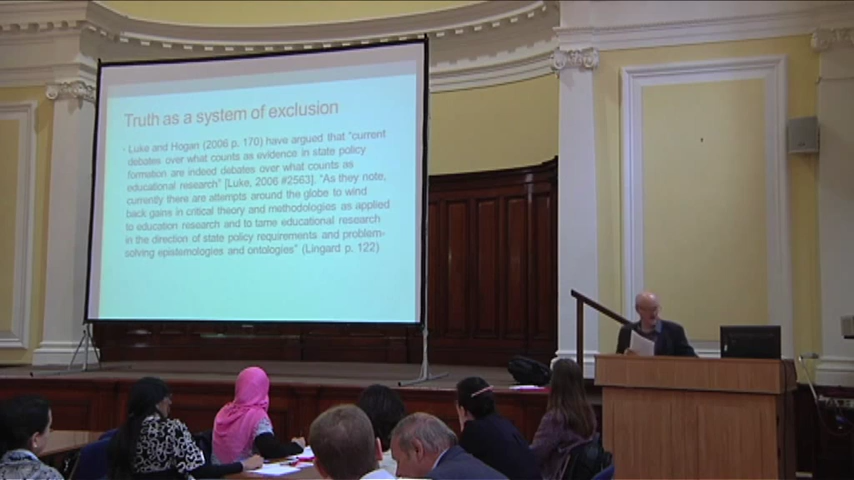 Truth as a system of exclusion
· Luke and Hogan (2006 p. 170) have argued that “current
debates over what counts as evidence in state policy
formation are indeed debates over what counts as
educational research” [Luke, 2006 #2563]. “As they note,
currently there are attempts around the globe to wind
back gains in critical theory and methodologies as applied
to education research and to tame educational research
in the direction of state policy requirements and problem-
solving epistemologies and ontologies” (Lingard p. 122)